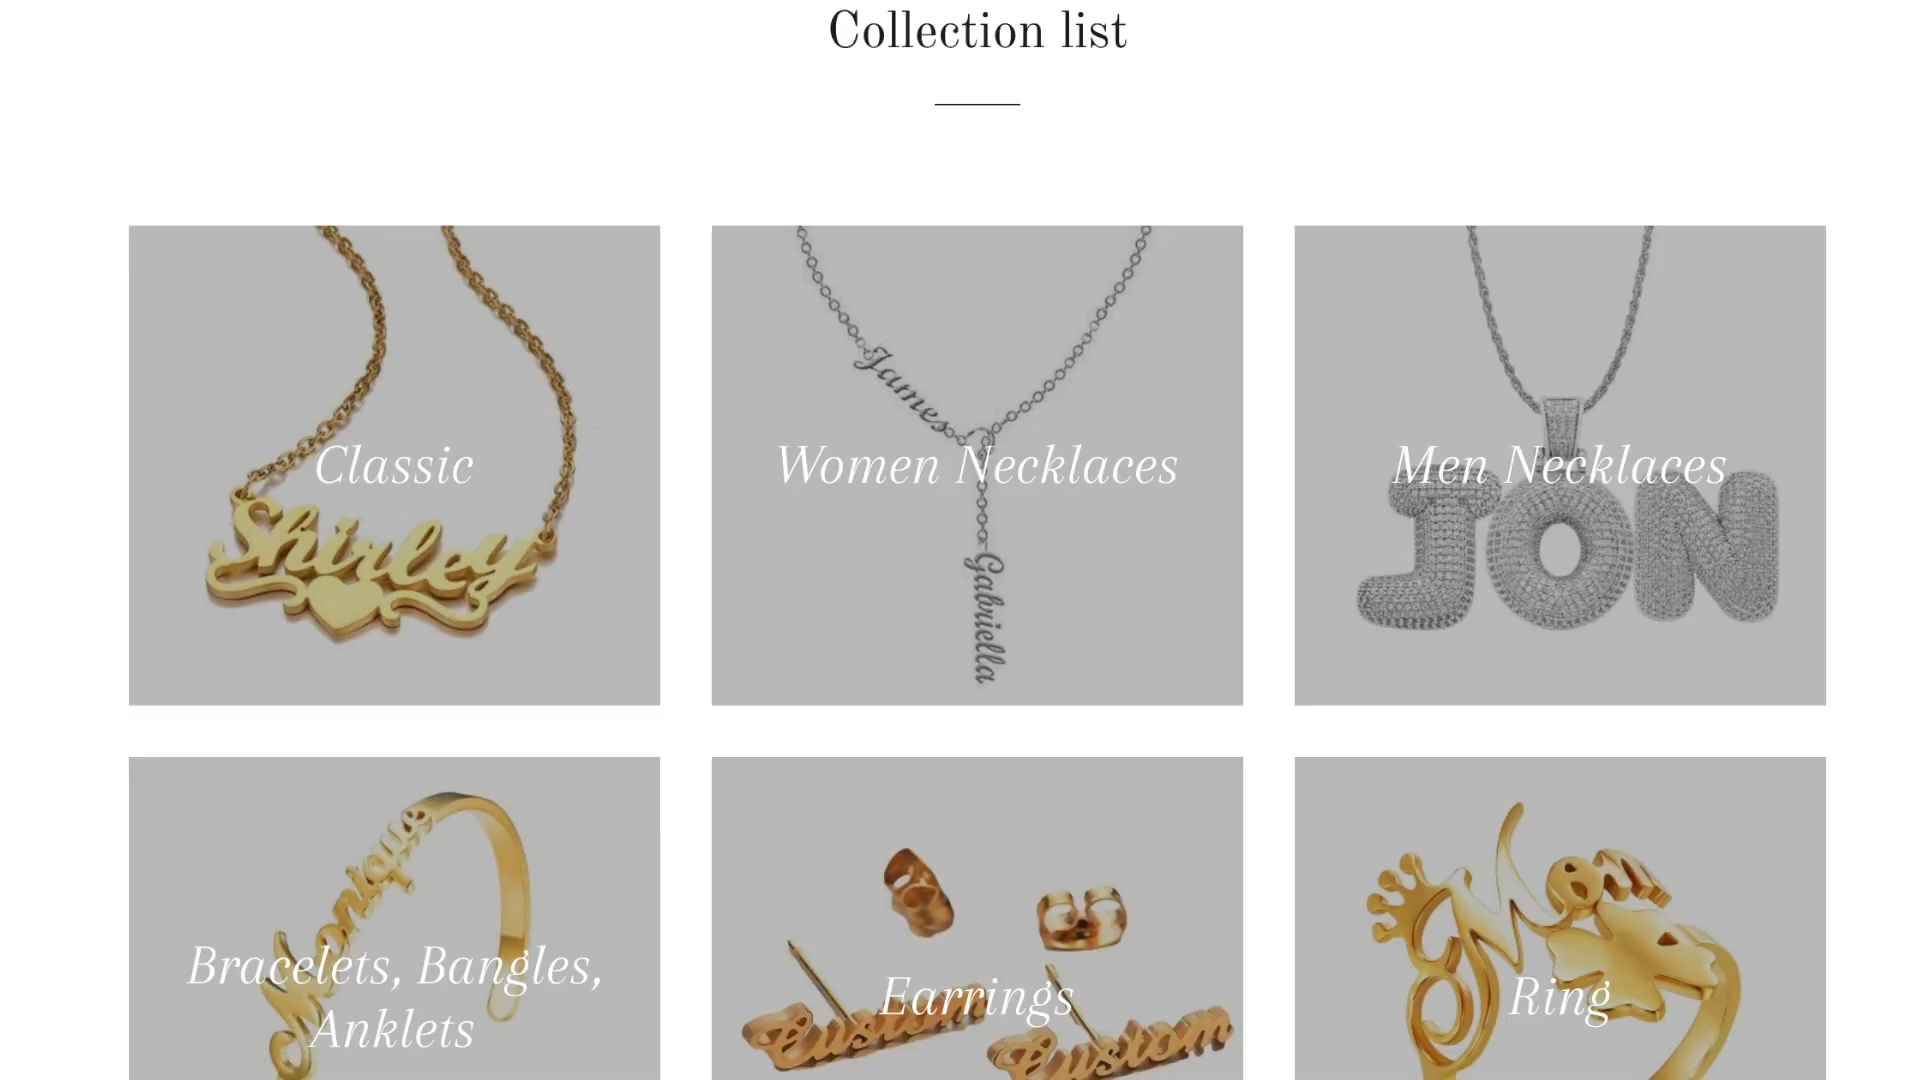 Collection list
Classic
Shirley
Women Necklaces
James
Gabriella
Men Necklaces
JON
Bracelets, Bangles,
Anklets
Monique
Earrings
Custom
Custom
Ring
Mom